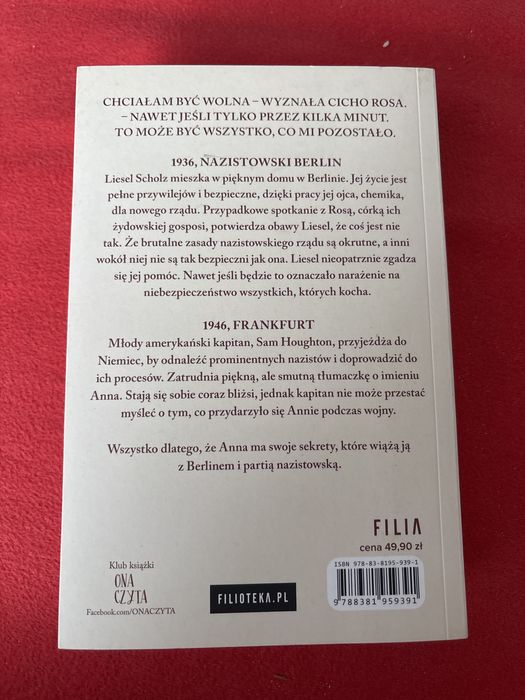 CHCIAŁAM BYĆ WOLNA – WYZNAŁA CICHO ROSA.
– NAWET JEŚLI TYLKO PRZEZ KILKA MINUT.
TO MOŻE BYĆ WSZYSTKO, CO MI POZOSTAŁO.
1936, NAZISTOWSKI BERLIN
Liesel Scholz mieszka w pięknym domu w Berlinie. Jej życie jest
pełne przywilejów i bezpieczne, dzięki pracy jej ojca, chemika,
dla nowego rządu. Przypadkowe spotkanie z Rosą, córką ich
żydowskiej gosposi, potwierdza obawy Liesel, że coś jest nie
tak. Że brutalne zasady nazistowskiego rządu są okrutne, a inni
wokół niej nie są tak bezpieczni jak ona. Liesel nieopatrznie zgadza
się jej pomóc. Nawet jeśli będzie to oznaczało narażenie na
niebezpieczeństwo wszystkich, których kocha.
1946, FRANKFURT
Młody amerykański kapitan, Sam Houghton, przyjeżdża do
Niemiec, by odnaleźć prominentnych nazistów i doprowadzić do
ich procesów. Zatrudnia piękną, ale smutną tłumaczkę o imieniu
Anna. Stają się sobie coraz bliżsi, jednak kapitan nie może przestać
myśleć o tym, co przydarzyło się Annie podczas wojny.
Wszystko dlatego, że Anna ma swoje sekrety, które wiążą ją
z Berlinem i partią nazistowską.
FILIA
cena 49,90 zł
Klub książki
ONA
CZYTA
Facebook.com/ONACZYTA
FILIOTEKA.PL
ISBN 978-83-8195-939-1
9 788381 959391